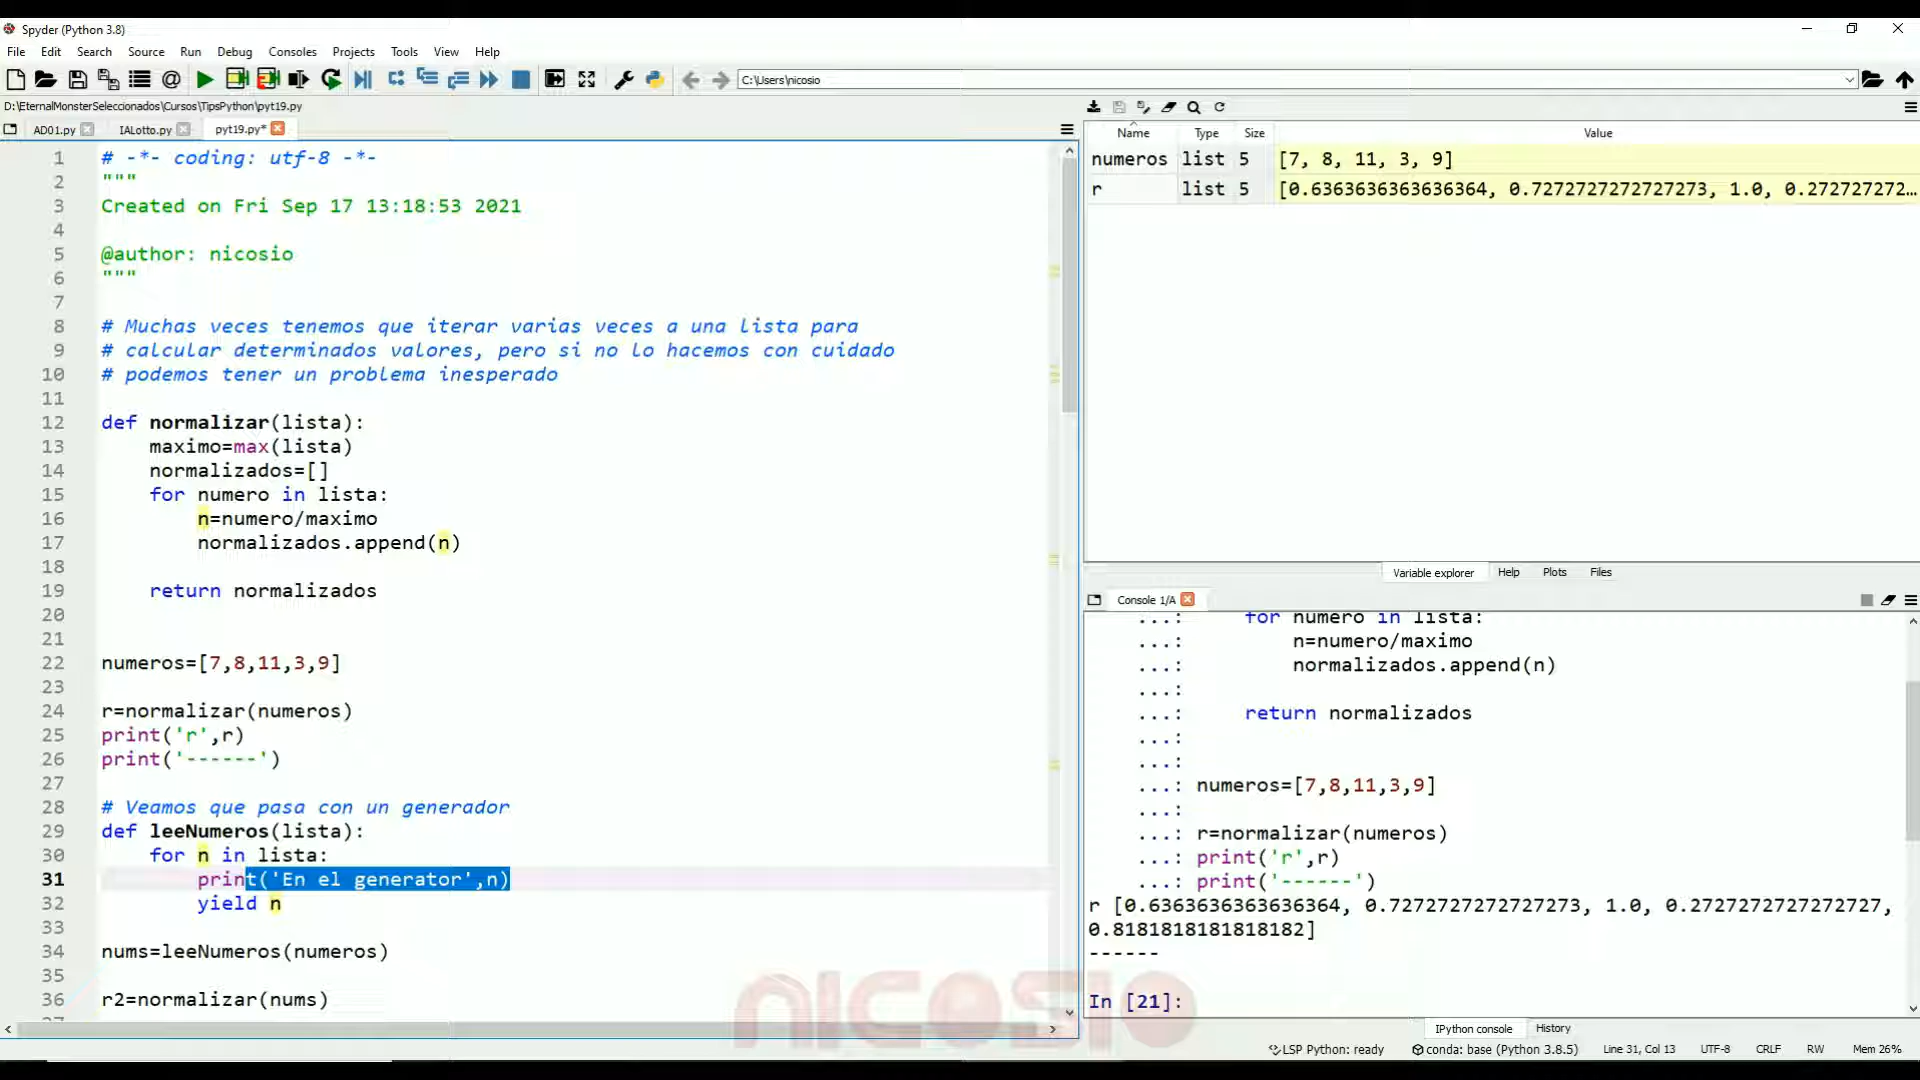 Spyder (Python 3.8)
File Edit Search Source Run Debug Consoles Projects Tools View Help
C:\Users\nicosio
D:\EternalMonsterSeleccionados\Cursos\TipsPython\pyt19.py
AD01.py IALotto.py pyt19.py*
1 # -*- coding: utf-8 -*-
2 """
3 Created on Fri Sep 17 13:18:53 2021
4
5 @author: nicosio
6 """
7
8 # Muchas veces tenemos que iterar varias veces a una lista para
9 # calcular determinados valores, pero si no lo hacemos con cuidado
10 # podemos tener un problema inesperado
11
12 def normalizar(lista):
13 maximo=max(lista)
14 normalizados=[]
15 for numero in lista:
16 n=numero/maximo
17 normalizados.append(n)
18
19 return normalizados
20
21
22 numeros=[7,8,11,3,9]
23
24 r=normalizar(numeros)
25 print('r',r)
26 print('------')
27
28 # Veamos que pasa con un generador
29 def leeNumeros(lista):
30 for n in lista:
31 print('En el generator',n)
32 yield n
33
34 nums=leeNumeros(numeros)
35
36 r2=normalizar(nums)
Name Type Size Value
numeros list 5 [7, 8, 11, 3, 9]
r list 5 [0.6363636363636364, 0.7272727272727273, 1.0, 0.272727272...
Variable explorer Help Plots Files
Console 1/A
...: for numero in lista:
...: n=numero/maximo
...: normalizados.append(n)
...:
...: return normalizados
...:
...:
...: numeros=[7,8,11,3,9]
...:
...: r=normalizar(numeros)
...: print('r',r)
...: print('------')
r [0.6363636363636364, 0.7272727272727273, 1.0, 0.2727272727272727,
0.8181818181818182]
------
In [21]:
NICOSIO
IPython console History
LSP Python: ready conda: base (Python 3.8.5) Line 31, Col 13 UTF-8 CRLF RW Mem 26%